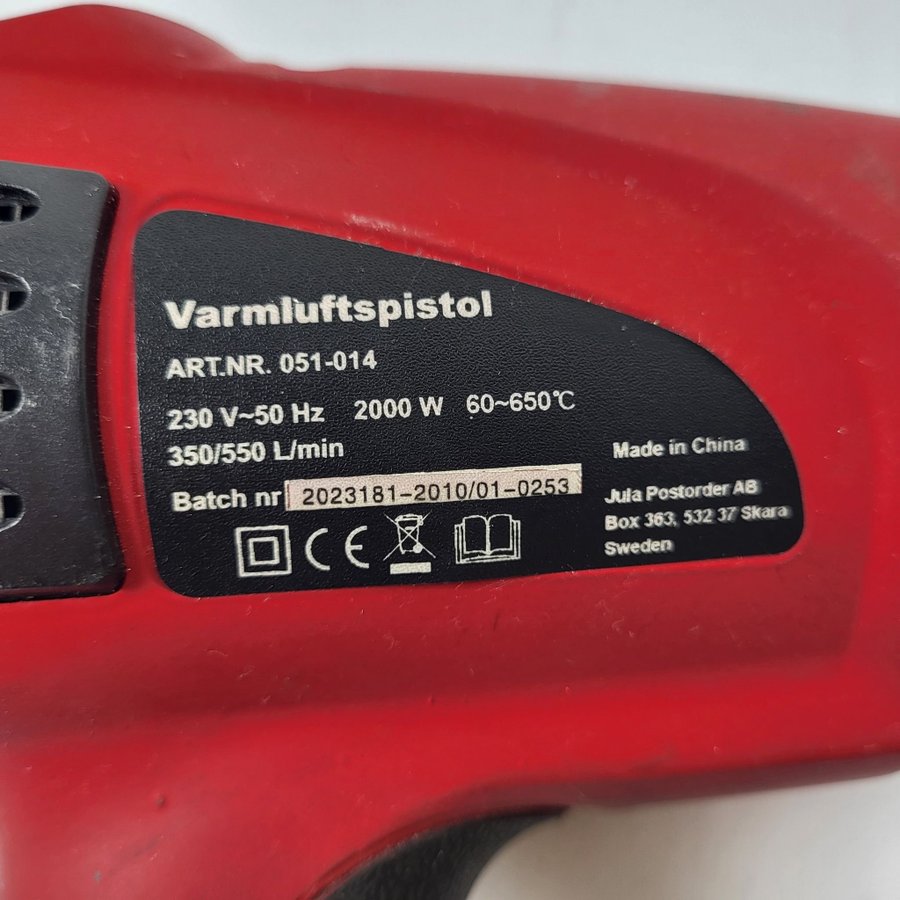 Varmluftspistol
ART.NR. 051-014
230 V~50 Hz 2000 W 60~650℃
350/550 L/min
Batch nr 2023181-2010/01-0253
CE
Made in China
Jula Postorder AB
Box 363, 532 37 Skara
Sweden